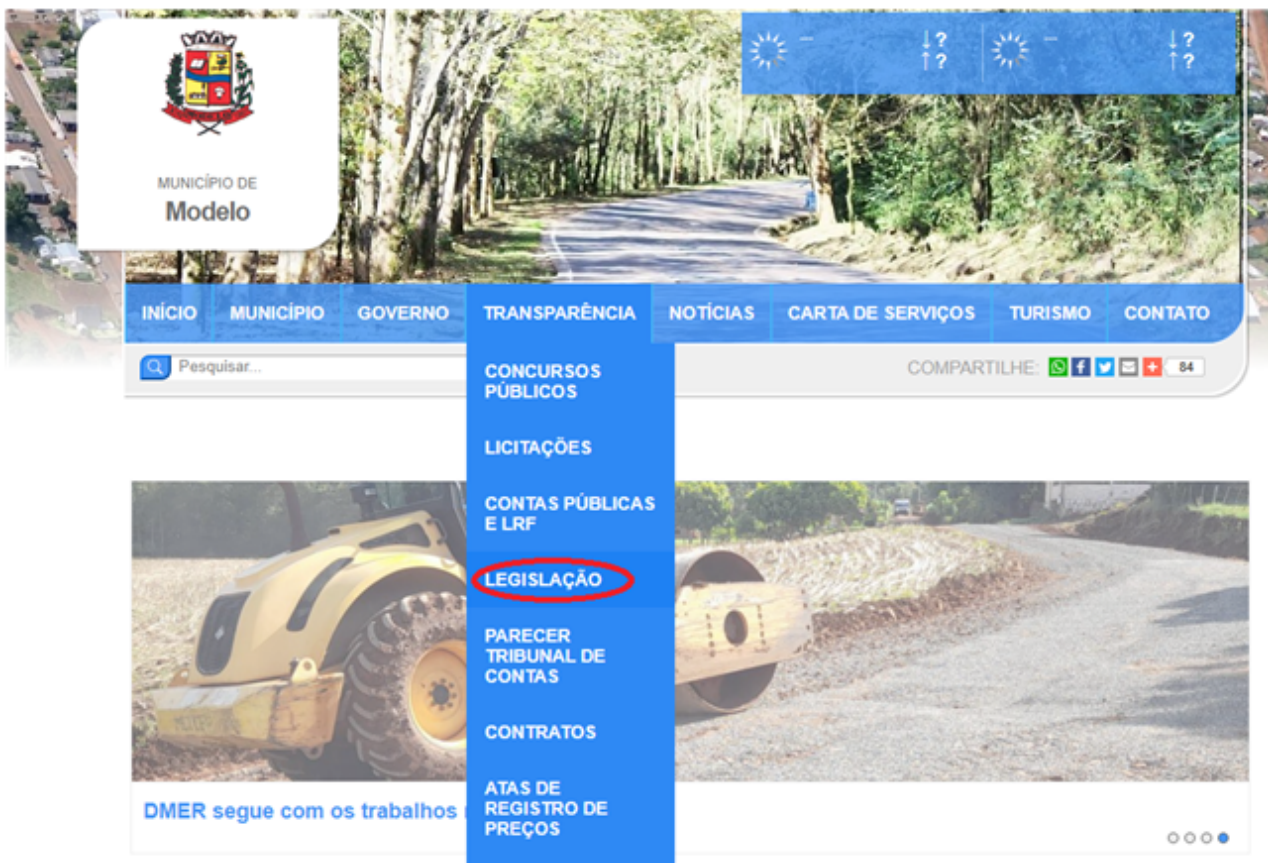 – ↓? – ↓?
↑? ↑?
MUNICÍPIO DE
Modelo
INÍCIO MUNICÍPIO GOVERNO TRANSPARÊNCIA NOTÍCIAS CARTA DE SERVIÇOS TURISMO CONTATO
Pesquisar...
COMPARTILHE: 84
CONCURSOS
PÚBLICOS
LICITAÇÕES
CONTAS PÚBLICAS
E LRF
LEGISLAÇÃO
PARECER
TRIBUNAL DE
CONTAS
CONTRATOS
ATAS DE
REGISTRO DE
PREÇOS
DMER segue com os trabalhos